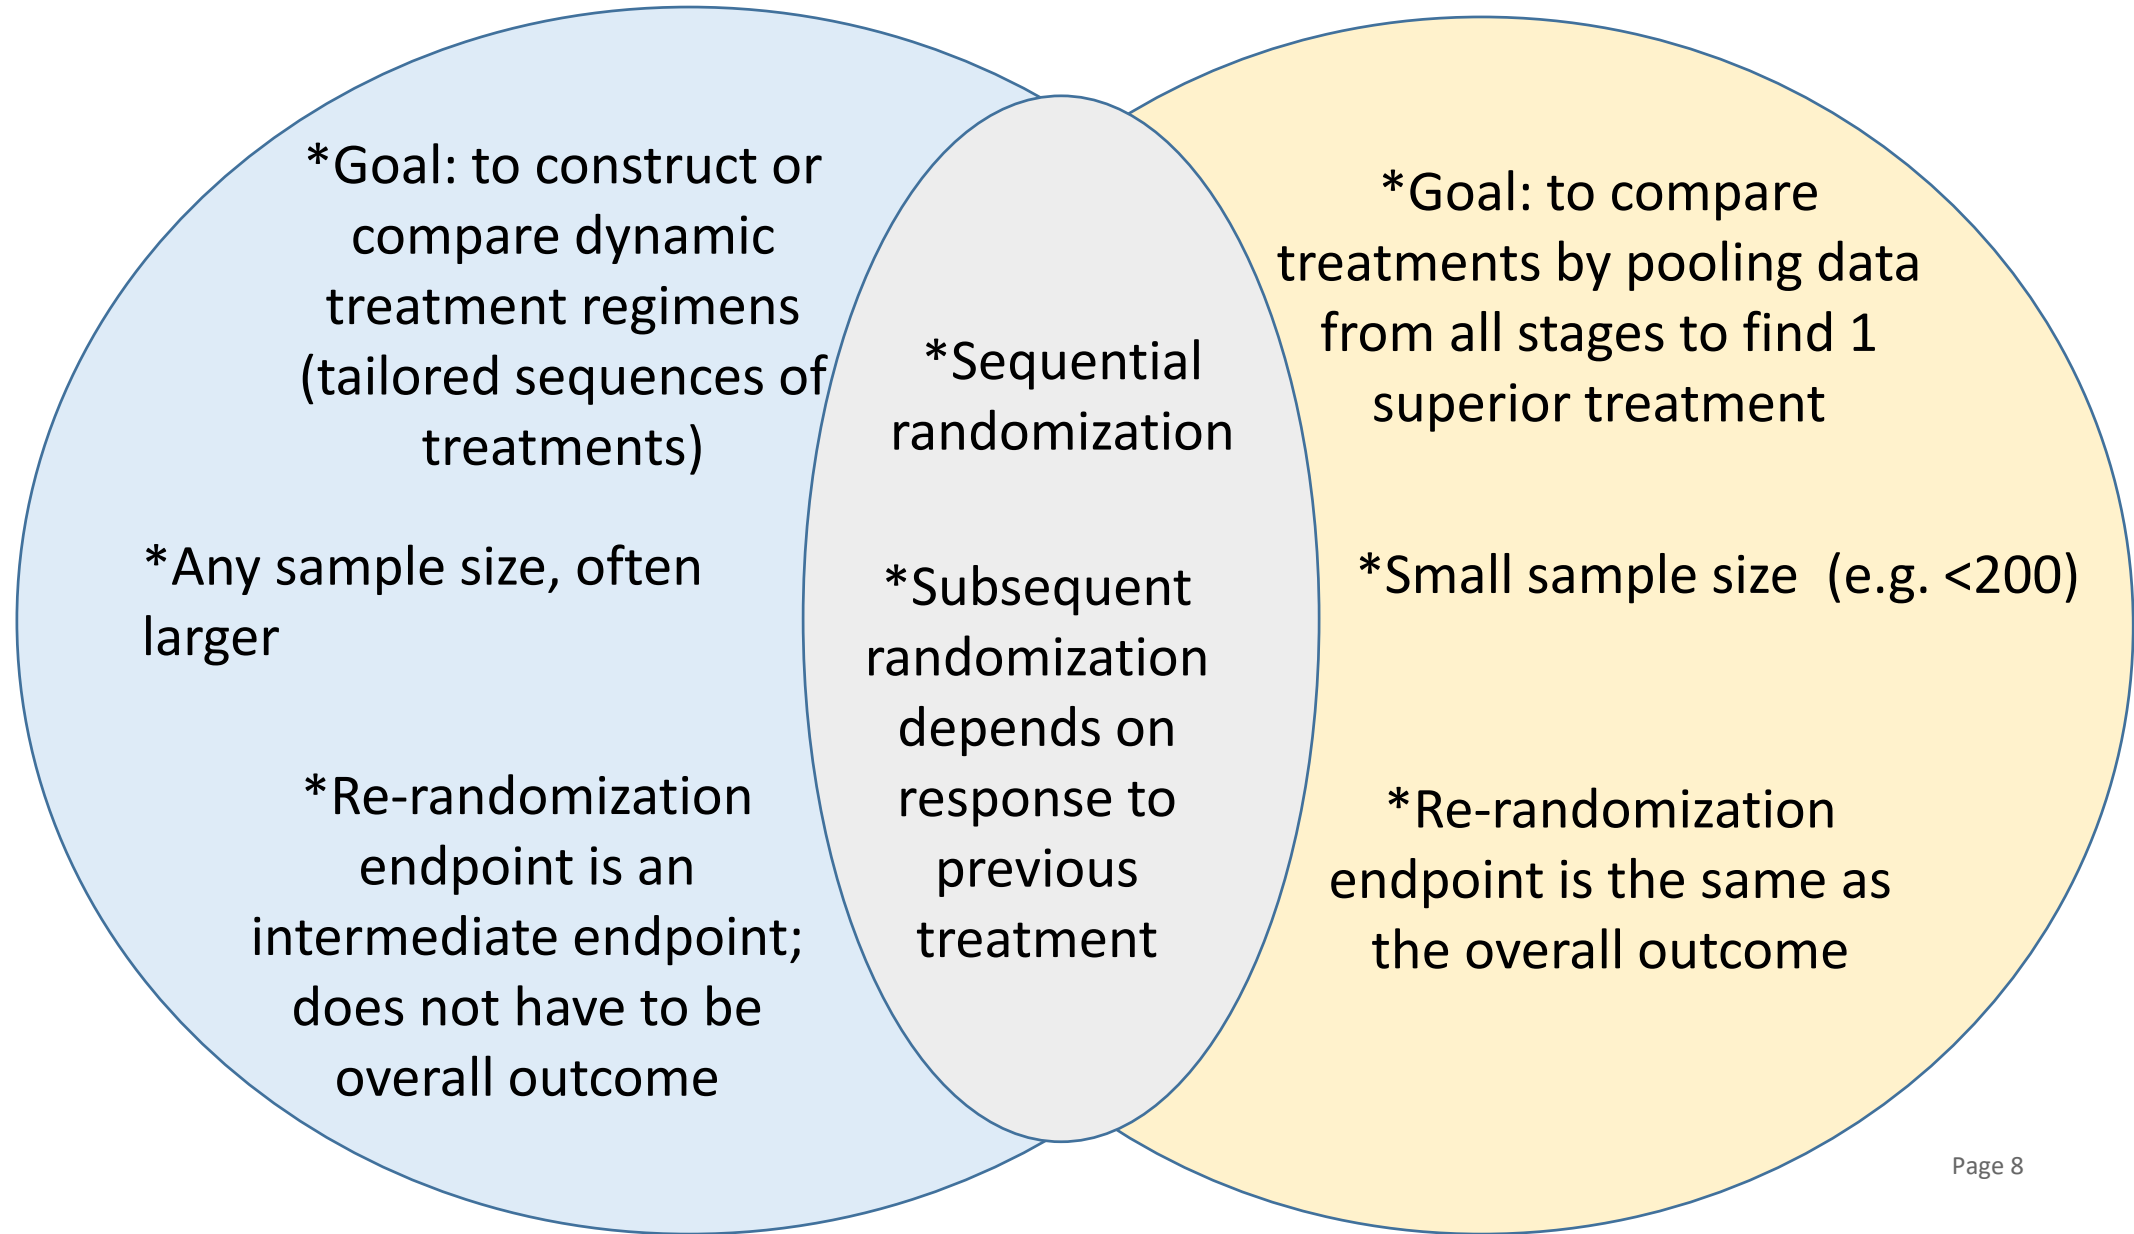 *Goal: to construct or
compare dynamic
treatment regimens
(tailored sequences of
treatments)
*Any sample size, often
larger
*Re-randomization
endpoint is an
intermediate endpoint;
does not have to be
overall outcome
*Sequential
randomization
*Subsequent
randomization
depends on
response to
previous
treatment
*Goal: to compare
treatments by pooling data
from all stages to find 1
superior treatment
*Small sample size  (e.g. <200)
*Re-randomization
endpoint is the same as
the overall outcome
Page 8